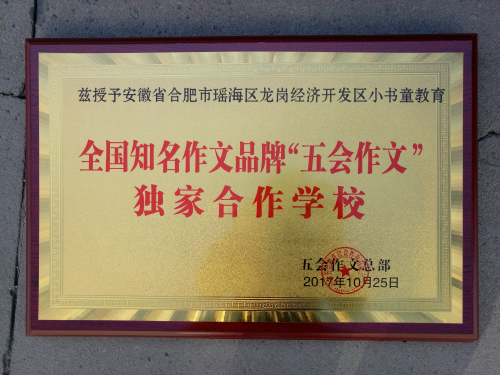 兹授予安徽省合肥市瑶海区龙岗经济开发区小书童教育
全国知名作文品牌“五会作文”
独家合作学校
五会作文总部
2017年10月25日